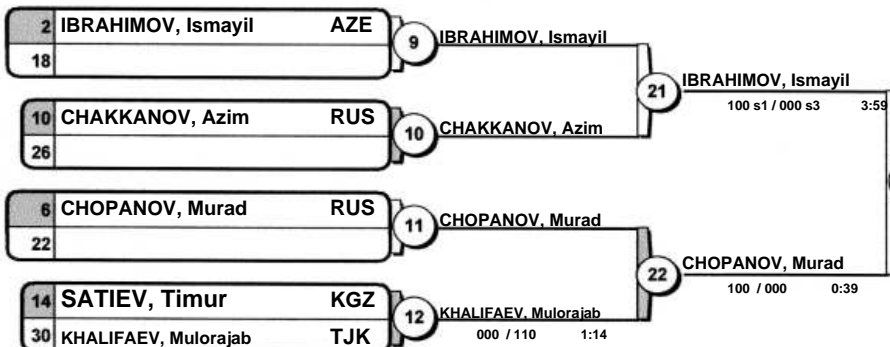 2 IBRAHIMOV, Ismayil AZE
18
9
IBRAHIMOV, Ismayil
10 CHAKKANOV, Azim RUS
26
10
CHAKKANOV, Azim
21
IBRAHIMOV, Ismayil
100 s1 / 000 s3 3:59
6 CHOPANOV, Murad RUS
22
11
CHOPANOV, Murad
14 SATIEV, Timur KGZ
30 KHALIFAEV, Mulorajab TJK
12
KHALIFAEV, Mulorajab
000 / 110 1:14
22
CHOPANOV, Murad
100 / 000 0:39